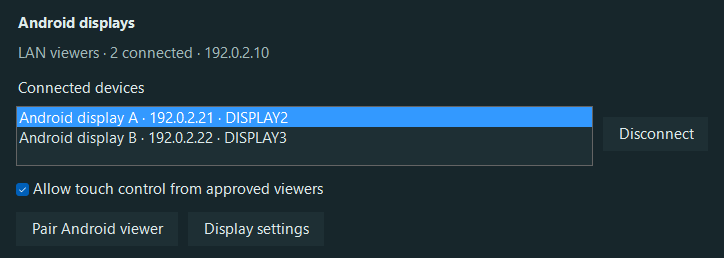 Android displays
LAN viewers · 2 connected · 192.0.2.10
Connected devices
Android display A · 192.0.2.21 · DISPLAY2
Android display B · 192.0.2.22 · DISPLAY3
Disconnect
Allow touch control from approved viewers
Pair Android viewer
Display settings